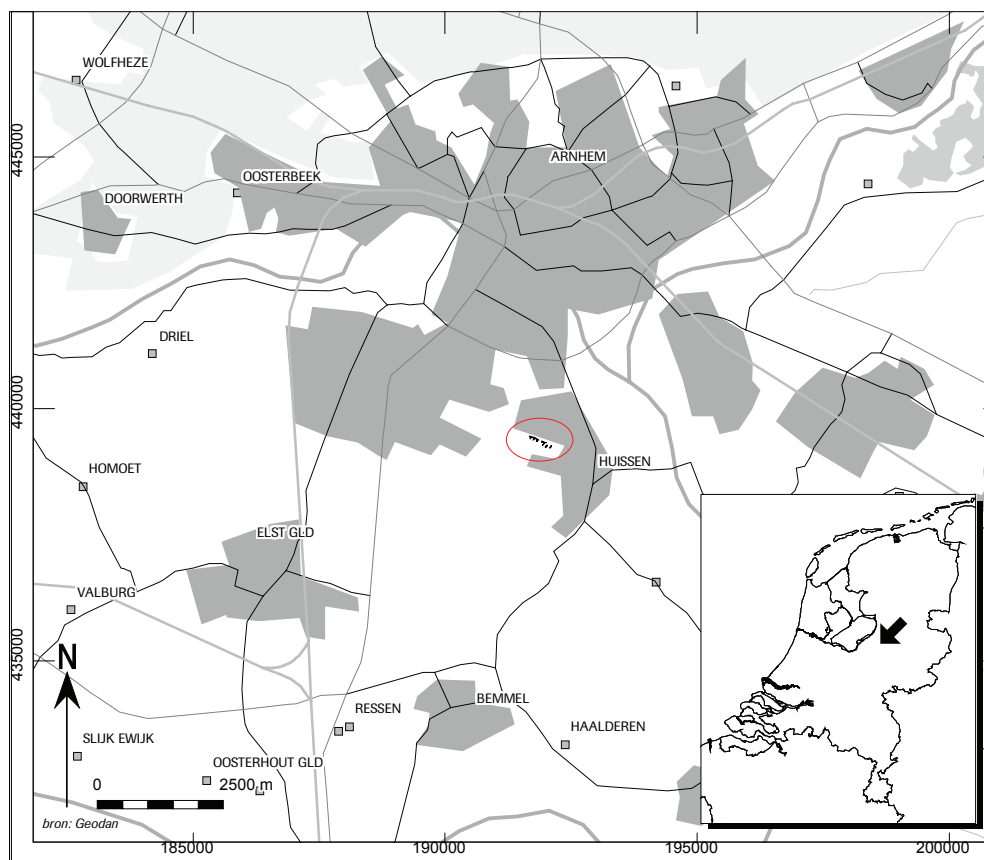 WOLFHEZE
445000
ARNHEM
OOSTERBEEK
DOORWERTH
DRIEL
440000
HUISSEN
HOMOET
ELST GLD
VALBURG
435000
N
BEMMEL
RESSEN
HAALDEREN
SLIJK EWIJK
OOSTERHOUT GLD
0 2500 m
bron: Geodan
185000 190000 195000 200000